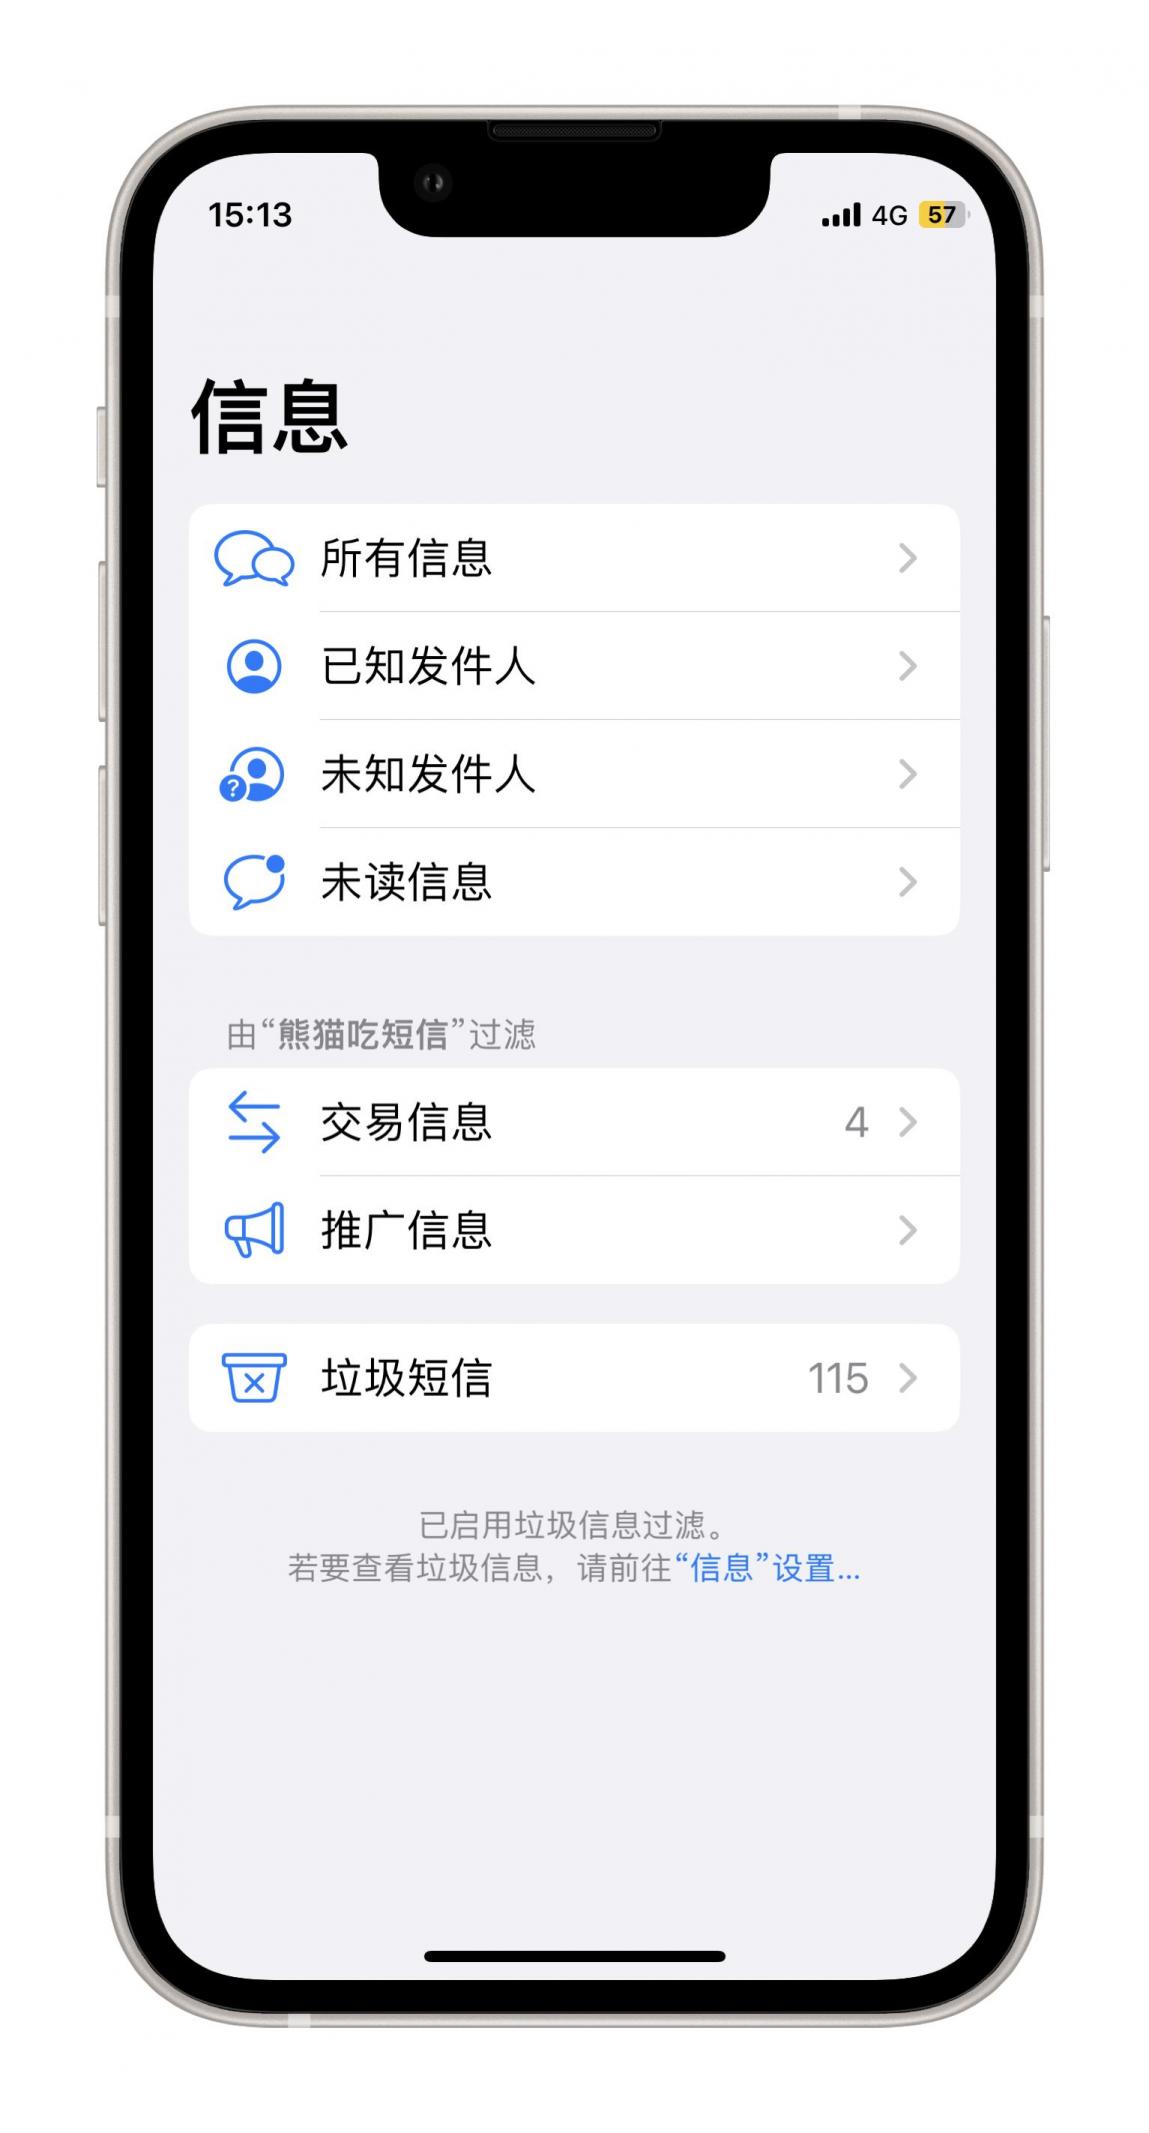 15:13
4G 57
信息
所有信息
已知发件人
未知发件人
未读信息
由“熊猫吃短信”过滤
交易信息 4
推广信息
垃圾短信 115
已启用垃圾信息过滤。
若要查看垃圾信息，请前往“信息”设置...